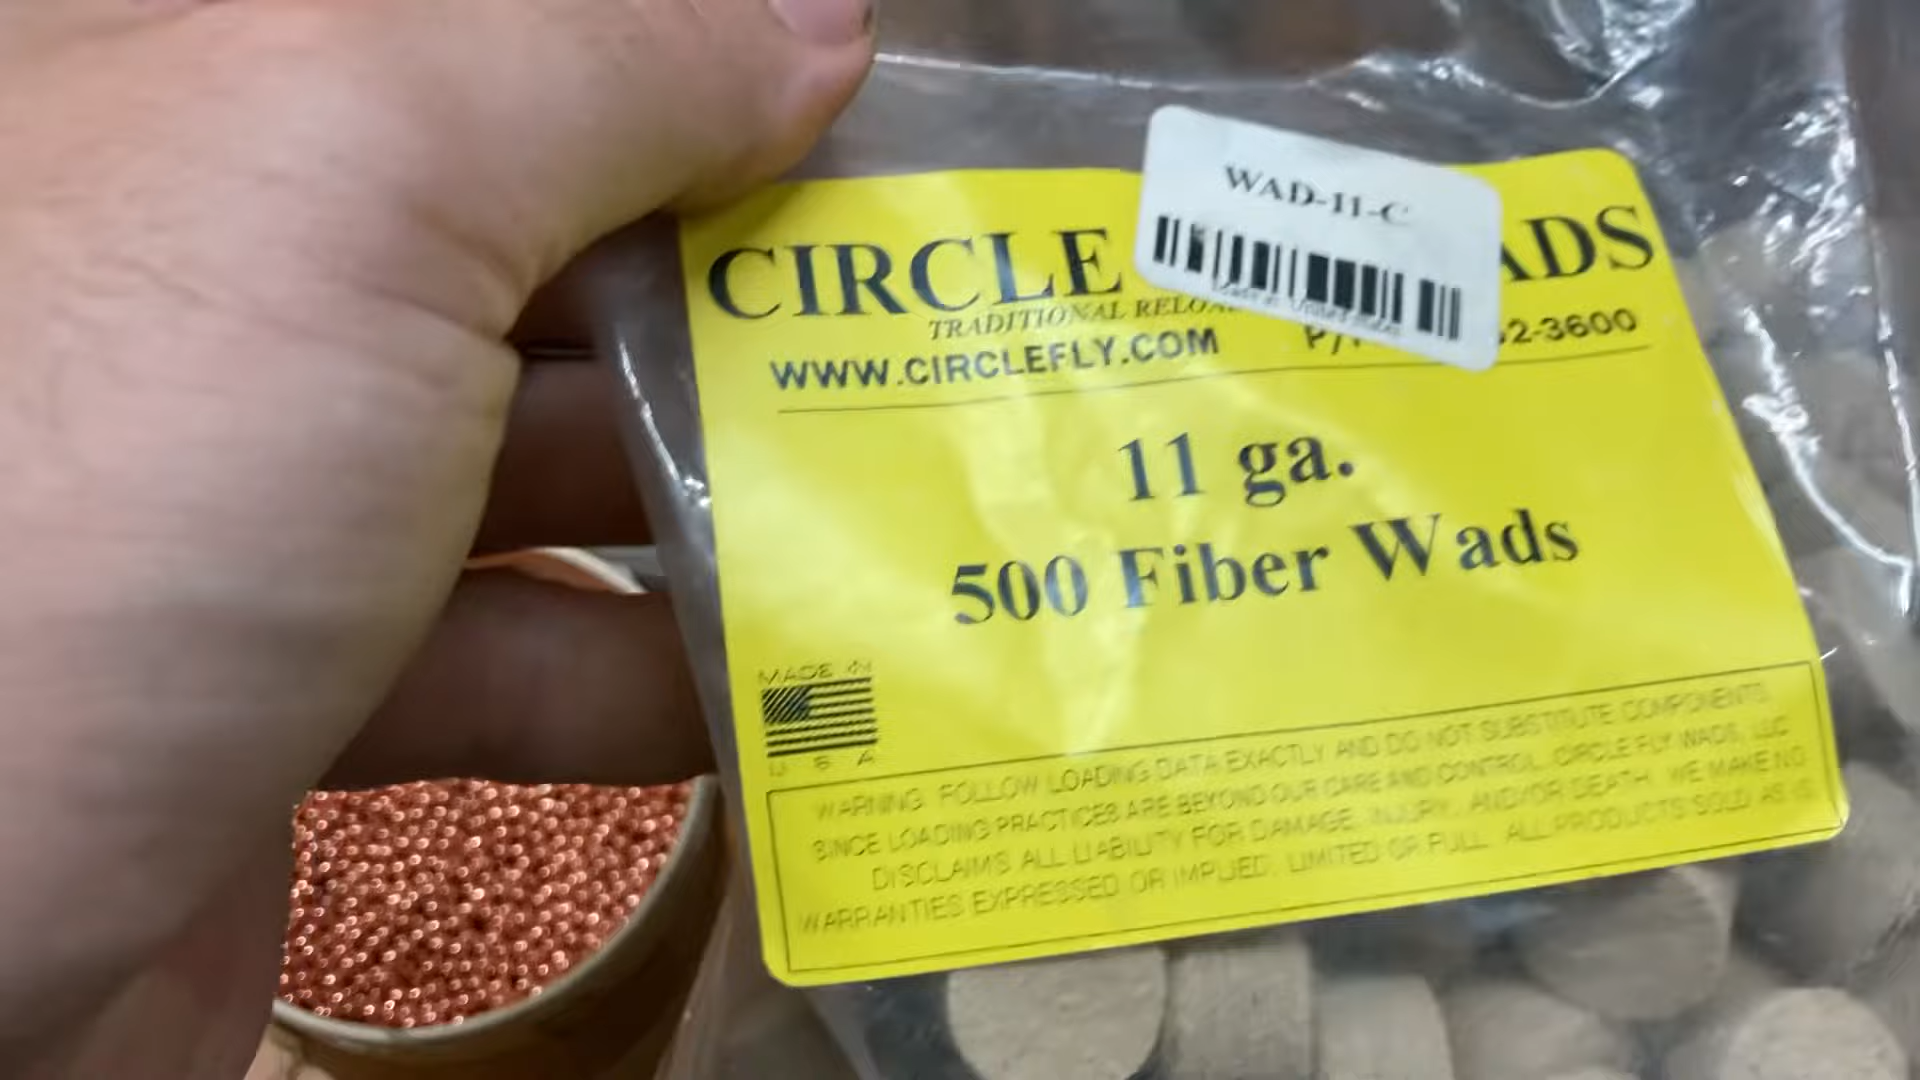 WAD-11-C
CIRCLE ADS
TRADITIONAL
WWW.CIRCLEFLY.COM 2-3600
11 ga.
500 Fiber Wads
MADE IN
U S A
WARNING: FOLLOW LOADING DATA EXACTLY AND DO NOT SUBSTITUTE COMPONENTS.
SINCE LOADING PRACTICES ARE BEYOND OUR CARE AND CONTROL, CIRCLE FLY WADS, LLC
DISCLAIMS ALL LIABILITY FOR DAMAGE, INJURY, AND/OR DEATH. WE MAKE NO
WARRANTIES EXPRESSED OR IMPLIED, LIMITED OR FULL. ALL PRODUCTS SOLD AS IS